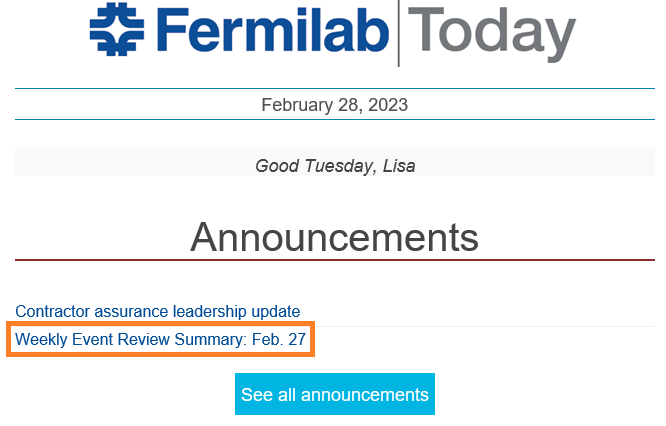 Fermilab Today
February 28, 2023
Good Tuesday, Lisa
Announcements
Contractor assurance leadership update
Weekly Event Review Summary: Feb. 27
See all announcements